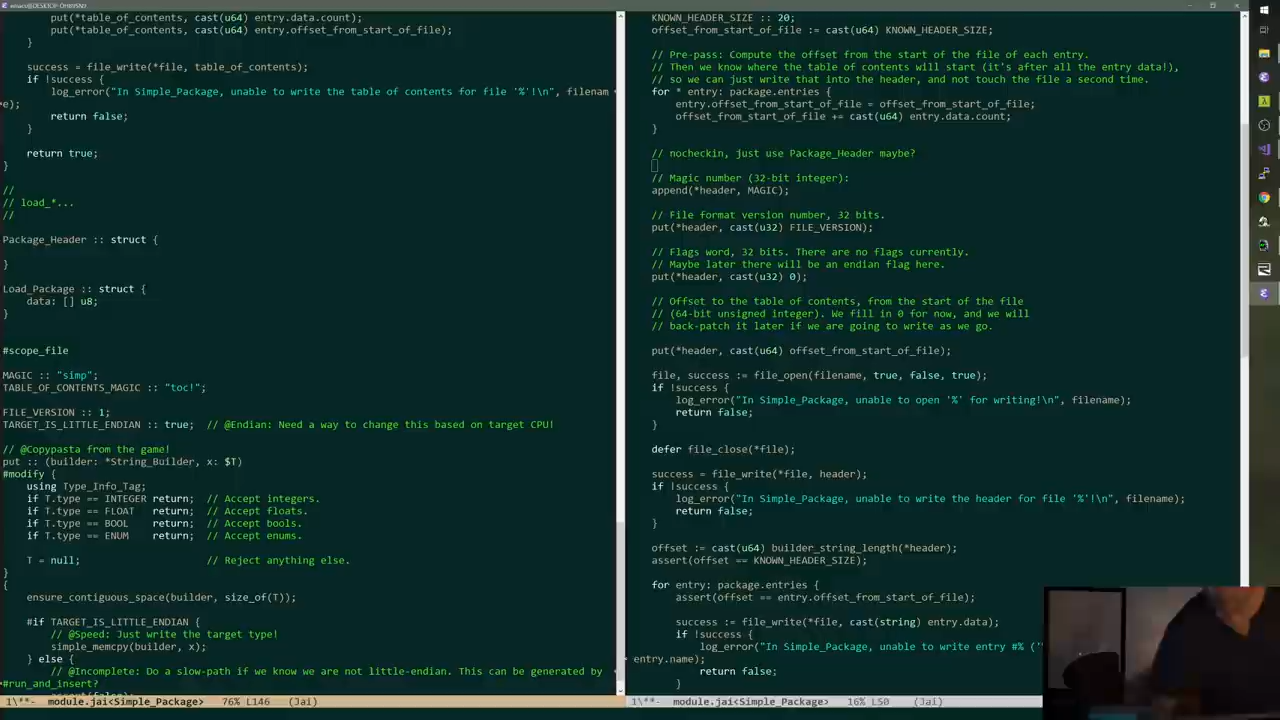 emacs@DESKTOP-OH8YSN9
put(*table_of_contents, cast(u64) entry.data.count);
put(*table_of_contents, cast(u64) entry.offset_from_start_of_file);
}
success = file_write(*file, table_of_contents);
if !success {
log_error("In Simple_Package, unable to write the table of contents for file '%'!\n", filenam
e);
return false;
}
return true;
}
//
// load_*...
//
Package_Header :: struct {
}
Load_Package :: struct {
data: [] u8;
}
#scope_file
MAGIC :: "simp";
TABLE_OF_CONTENTS_MAGIC :: "toc!";
FILE_VERSION :: 1;
TARGET_IS_LITTLE_ENDIAN :: true;  // @Endian: Need a way to change this based on target CPU!
// @Copypasta from the game!
put :: (builder: *String_Builder, x: $T)
#modify {
using Type_Info_Tag;
if T.type == INTEGER return;  // Accept integers.
if T.type == FLOAT   return;  // Accept floats.
if T.type == BOOL    return;  // Accept bools.
if T.type == ENUM    return;  // Accept enums.
T = null;                     // Reject anything else.
}
{
ensure_contiguous_space(builder, size_of(T));
#if TARGET_IS_LITTLE_ENDIAN {
// @Speed: Just write the target type!
simple_memcpy(builder, x);
} else {
// @Incomplete: Do a slow-path if we know we are not little-endian. This can be generated by
#run_and_insert?
assert(false);
1\**-  module.jai<Simple_Package>   76% L146   (Jai)
KNOWN_HEADER_SIZE :: 20;
offset_from_start_of_file := cast(u64) KNOWN_HEADER_SIZE;
// Pre-pass: Compute the offset from the start of the file of each entry.
// Then we know where the table of contents will start (it's after all the entry data!),
// so we can just write that into the header, and not touch the file a second time.
for * entry: package.entries {
entry.offset_from_start_of_file = offset_from_start_of_file;
offset_from_start_of_file += cast(u64) entry.data.count;
}
// nocheckin, just use Package_Header maybe?
// Magic number (32-bit integer):
append(*header, MAGIC);
// File format version number, 32 bits.
put(*header, cast(u32) FILE_VERSION);
// Flags word, 32 bits. There are no flags currently.
// Maybe later there will be an endian flag here.
put(*header, cast(u32) 0);
// Offset to the table of contents, from the start of the file
// (64-bit unsigned integer). We fill in 0 for now, and we will
// back-patch it later if we are going to write as we go.
put(*header, cast(u64) offset_from_start_of_file);
file, success := file_open(filename, true, false, true);
if !success {
log_error("In Simple_Package, unable to open '%' for writing!\n", filename);
return false;
}
defer file_close(*file);
success = file_write(*file, header);
if !success {
log_error("In Simple_Package, unable to write the header for file '%'!\n", filename);
return false;
}
offset := cast(u64) builder_string_length(*header);
assert(offset == KNOWN_HEADER_SIZE);
for entry: package.entries {
assert(offset == entry.offset_from_start_of_file);
success := file_write(*file, cast(string) entry.data);
if !success {
log_error("In Simple_Package, unable to write entry #% ('
entry.name);
return false;
}
1\**-  module.jai<Simple_Package>   16% L50   (Jai)